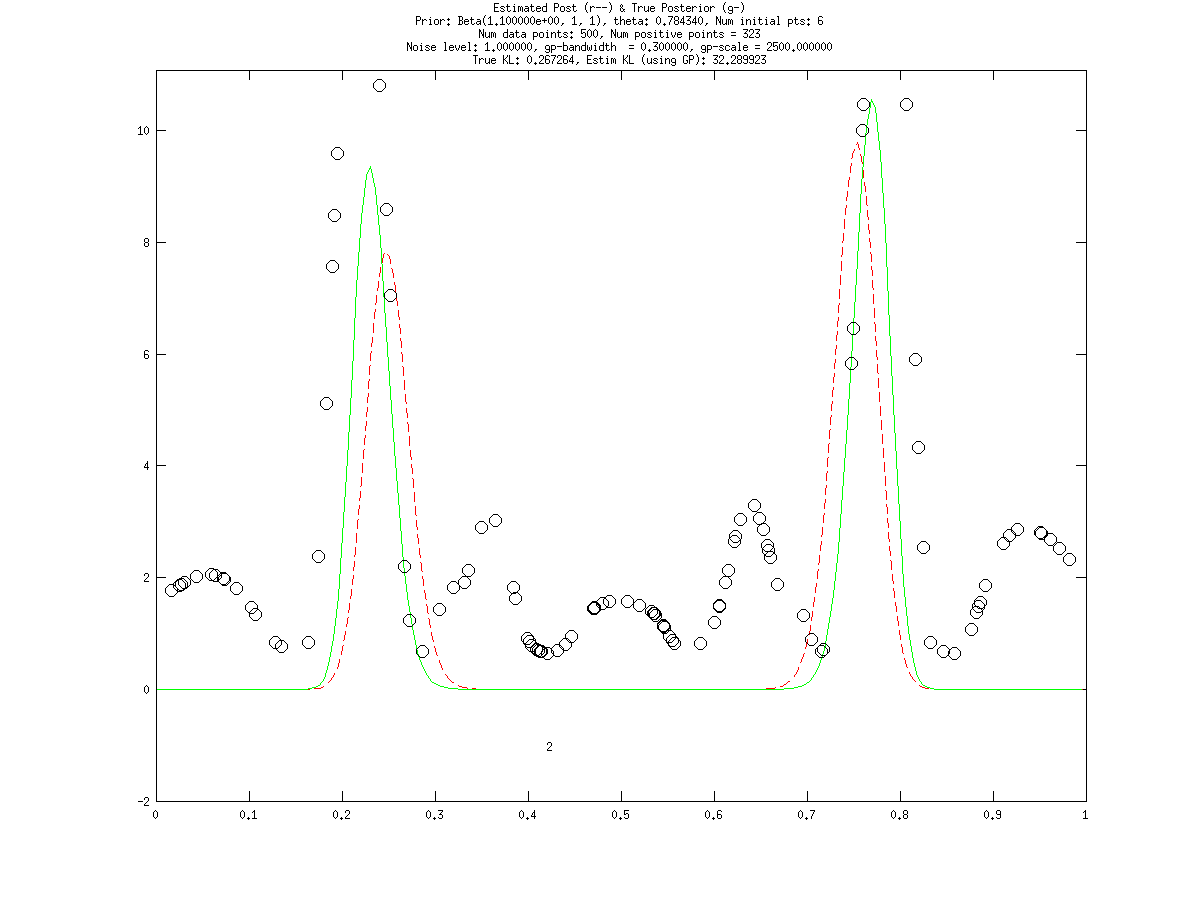 Estimated Post (r--) & True Posterior (g-)
Prior: Beta(1.100000e+00, 1, 1), theta: 0.784340, Num initial pts: 6
Num data points: 500, Num positive points = 323
Noise level: 1.000000, gp-bandwidth  = 0.300000, gp-scale = 2500.000000
True KL: 0.267264, Estim KL (using GP): 32.289923
10
8
6
4
2
0
2
-2
0 0.1 0.2 0.3 0.4 0.5 0.6 0.7 0.8 0.9 1